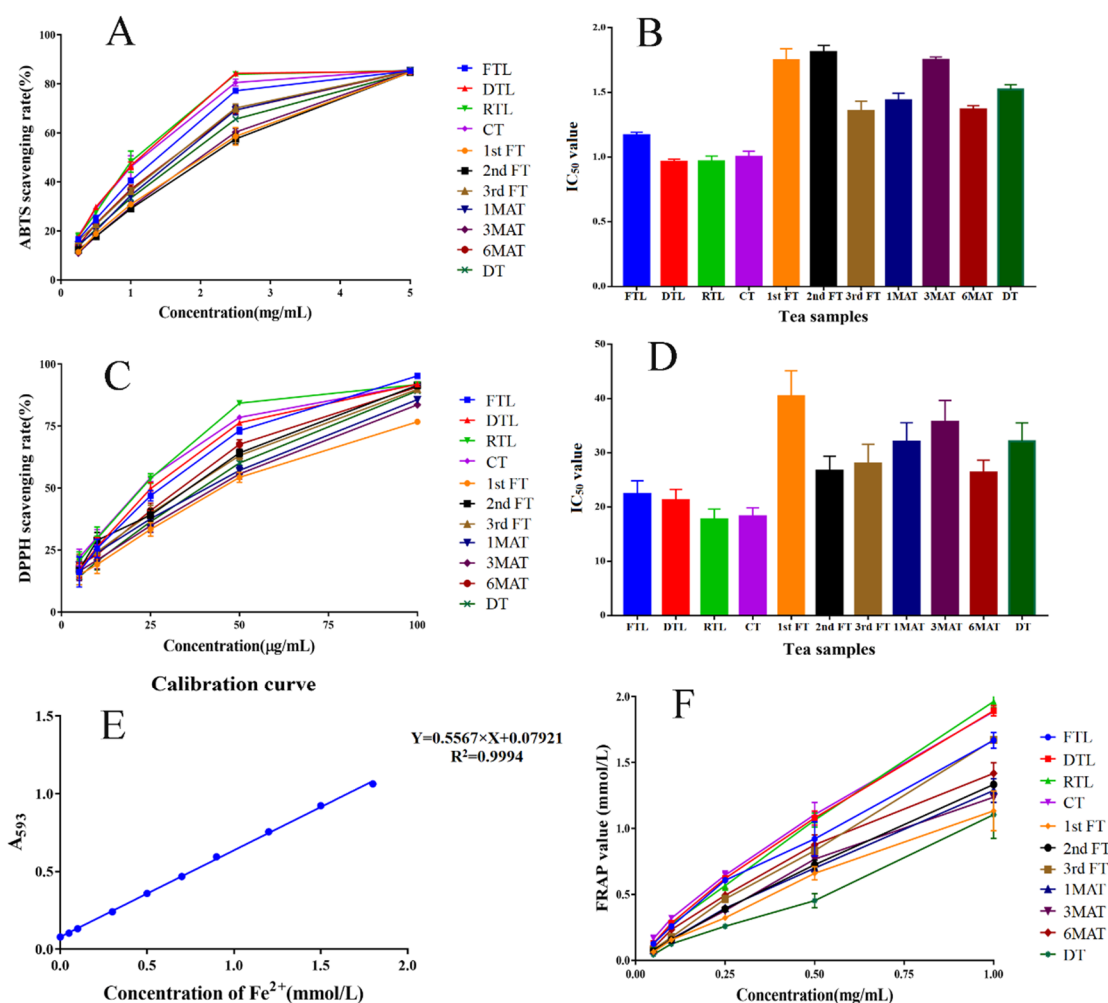 A
ABTS scavenging rate(%)
100
80
60
40
20
0
0 1 2 3 4 5
Concentration(mg/mL)
FTL
DTL
RTL
CT
1st FT
2nd FT
3rd FT
1MAT
3MAT
6MAT
DT
B
IC50 value
2.0
1.5
1.0
0.5
0.0
FTL DTL RTL CT 1st FT 2nd FT 3rd FT 1MAT 3MAT 6MAT DT
Tea samples
C
DPPH scavenging rate(%)
100
75
50
25
0
0 25 50 75 100
Concentration(μg/mL)
FTL
DTL
RTL
CT
1st FT
2nd FT
3rd FT
1MAT
3MAT
6MAT
DT
D
IC50 value
50
40
30
20
10
0
FTL DTL RTL CT 1st FT 2nd FT 3rd FT 1MAT 3MAT 6MAT DT
Tea samples
Calibration curve
E
Y=0.5567×X+0.07921
R²=0.9994
A593
1.5
1.0
0.5
0.0
0.0 0.5 1.0 1.5 2.0
Concentration of Fe²⁺(mmol/L)
F
FRAP value (mmol/L)
2.0
1.5
1.0
0.5
0.0
0.00 0.25 0.50 0.75 1.00
Concentration(mg/mL)
FTL
DTL
RTL
CT
1st FT
2nd FT
3rd FT
1MAT
3MAT
6MAT
DT